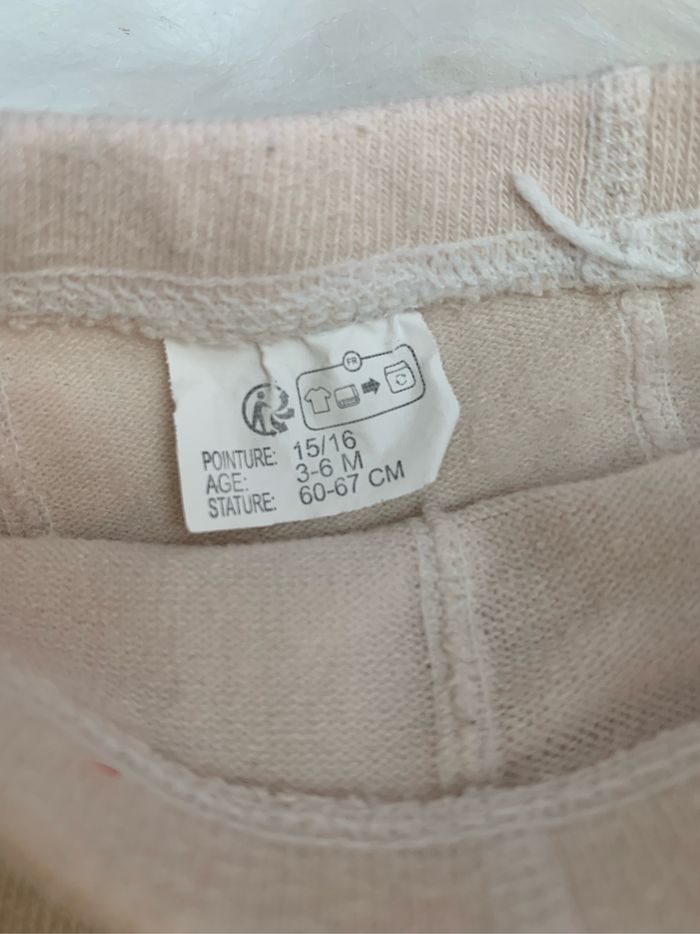 FR
POINTURE: 15/16
AGE: 3-6 M
STATURE: 60-67 CM